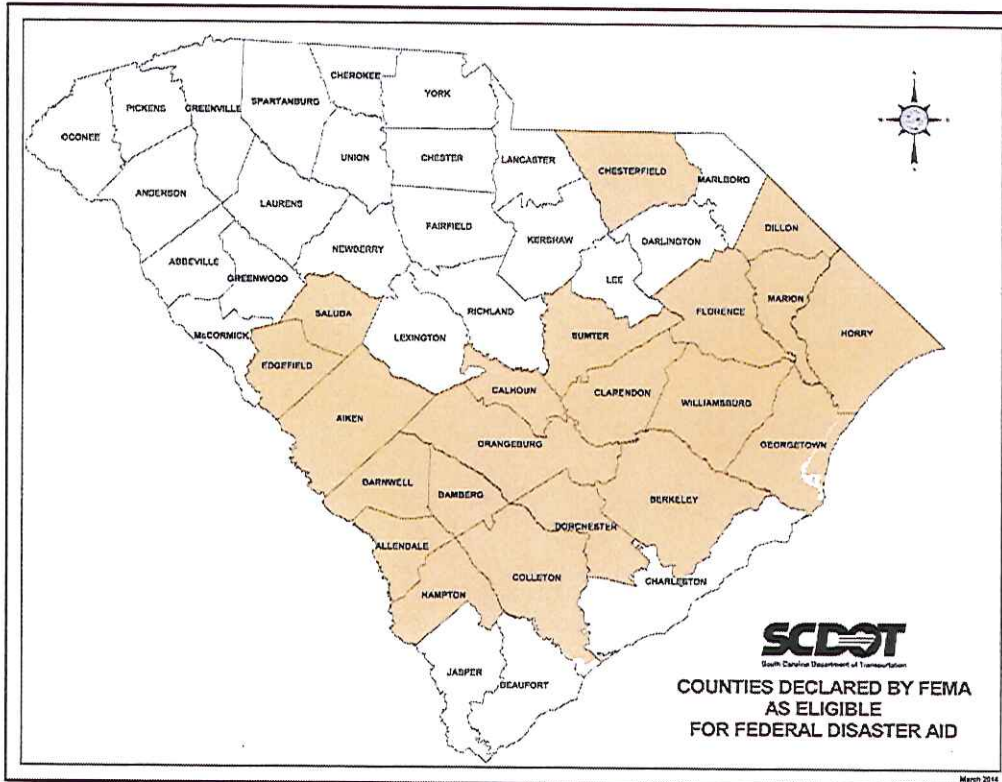 CHEROKEE
YORK
SPARTANBURG
GREENVILLE
PICKENS
OCONEE
UNION
CHESTER
LANCASTER
CHESTERFIELD
MARLBORO
ANDERSON
LAURENS
FAIRFIELD
KERSHAW
DARLINGTON
DILLON
NEWBERRY
ABBEVILLE
GREENWOOD
LEE
MARION
SALUDA
RICHLAND
FLORENCE
McCORMICK
LEXINGTON
SUMTER
HORRY
EDGEFIELD
CALHOUN
CLARENDON
WILLIAMSBURG
AIKEN
ORANGEBURG
GEORGETOWN
BARNWELL
BAMBERG
BERKELEY
DORCHESTER
ALLENDALE
COLLETON
CHARLESTON
HAMPTON
JASPER
BEAUFORT
SCDOT
South Carolina Department of Transportation
COUNTIES DECLARED BY FEMA
AS ELIGIBLE
FOR FEDERAL DISASTER AID
March 2014